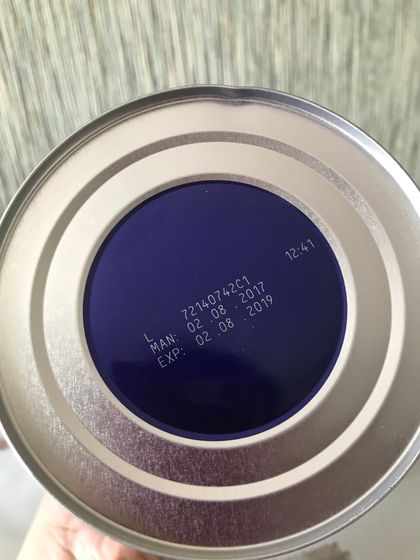 12:41
L 72140742C1
MAN: 02 .08 .2017
EXP: 02 .08 .2019